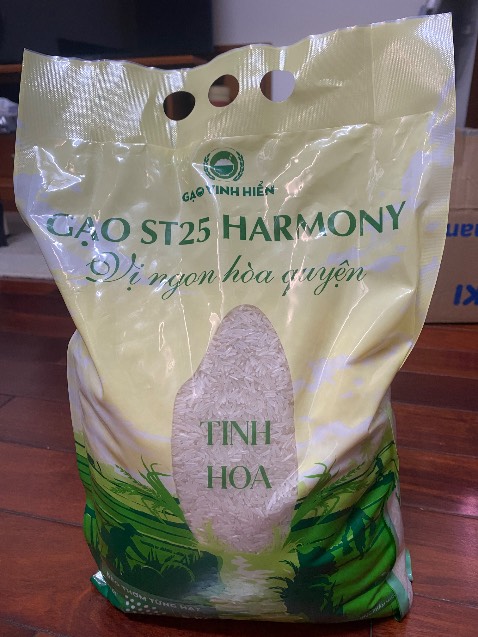 GẠO VINH HIỂN
GẠO ST25 HARMONY
Vị ngon hòa quyện
TINH
HOA